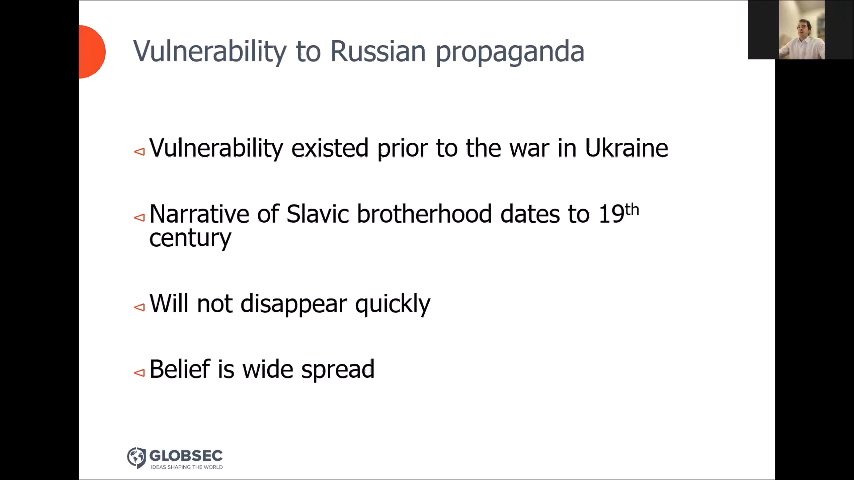 Vulnerability to Russian propaganda
Vulnerability existed prior to the war in Ukraine
Narrative of Slavic brotherhood dates to 19th
century
Will not disappear quickly
Belief is wide spread
GLOBSEC
IDEAS SHAPING THE WORLD